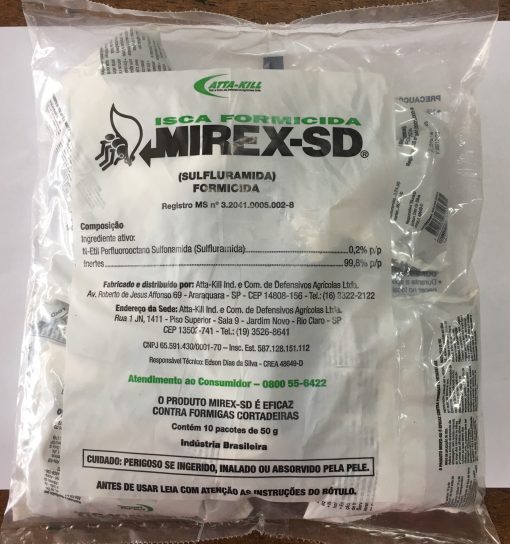 ATTA-KILL
ISCA FORMICIDA
MIREX-SD®
(SULFLURAMIDA)
FORMICIDA
Registro MS nº 3.2041.0005.002-8
Composição
Ingrediente ativo:
N-Etil Perfluorooctano Sulfonamida (Sulfluramida) 0,2% p/p
Inertes 99,8% p/p
Fabricado e distribuído por: Atta-Kill Ind. e Com. de Defensivos Agrícolas Ltda.
Av. Roberto de Jesus Affonso, 69 - Araraquara - SP - CEP 14808-156 - Tel.: (16) 3322-2122
Endereço da Sede: Atta-Kill Ind. e Com. de Defensivos Agrícolas Ltda.
Rua 1 JN, 1411 - Piso Superior - Sala 9 - Jardim Novo - Rio Claro - SP
CEP 13502-741 - Tel.: (19) 3526-8641
CNPJ 65.591.430/0001-70 – Insc. Est. 587.128.151.112
Responsável Técnico: Edson Dias da Silva - CREA 48649-D
Atendimento ao Consumidor – 0800 55-6422
O PRODUTO MIREX-SD É EFICAZ
CONTRA FORMIGAS CORTADEIRAS
Contém 10 pacotes de 50 g
Indústria Brasileira
CUIDADO: PERIGOSO SE INGERIDO, INALADO OU ABSORVIDO PELA PELE.
ANTES DE USAR LEIA COM ATENÇÃO AS INSTRUÇÕES DO RÓTULO.